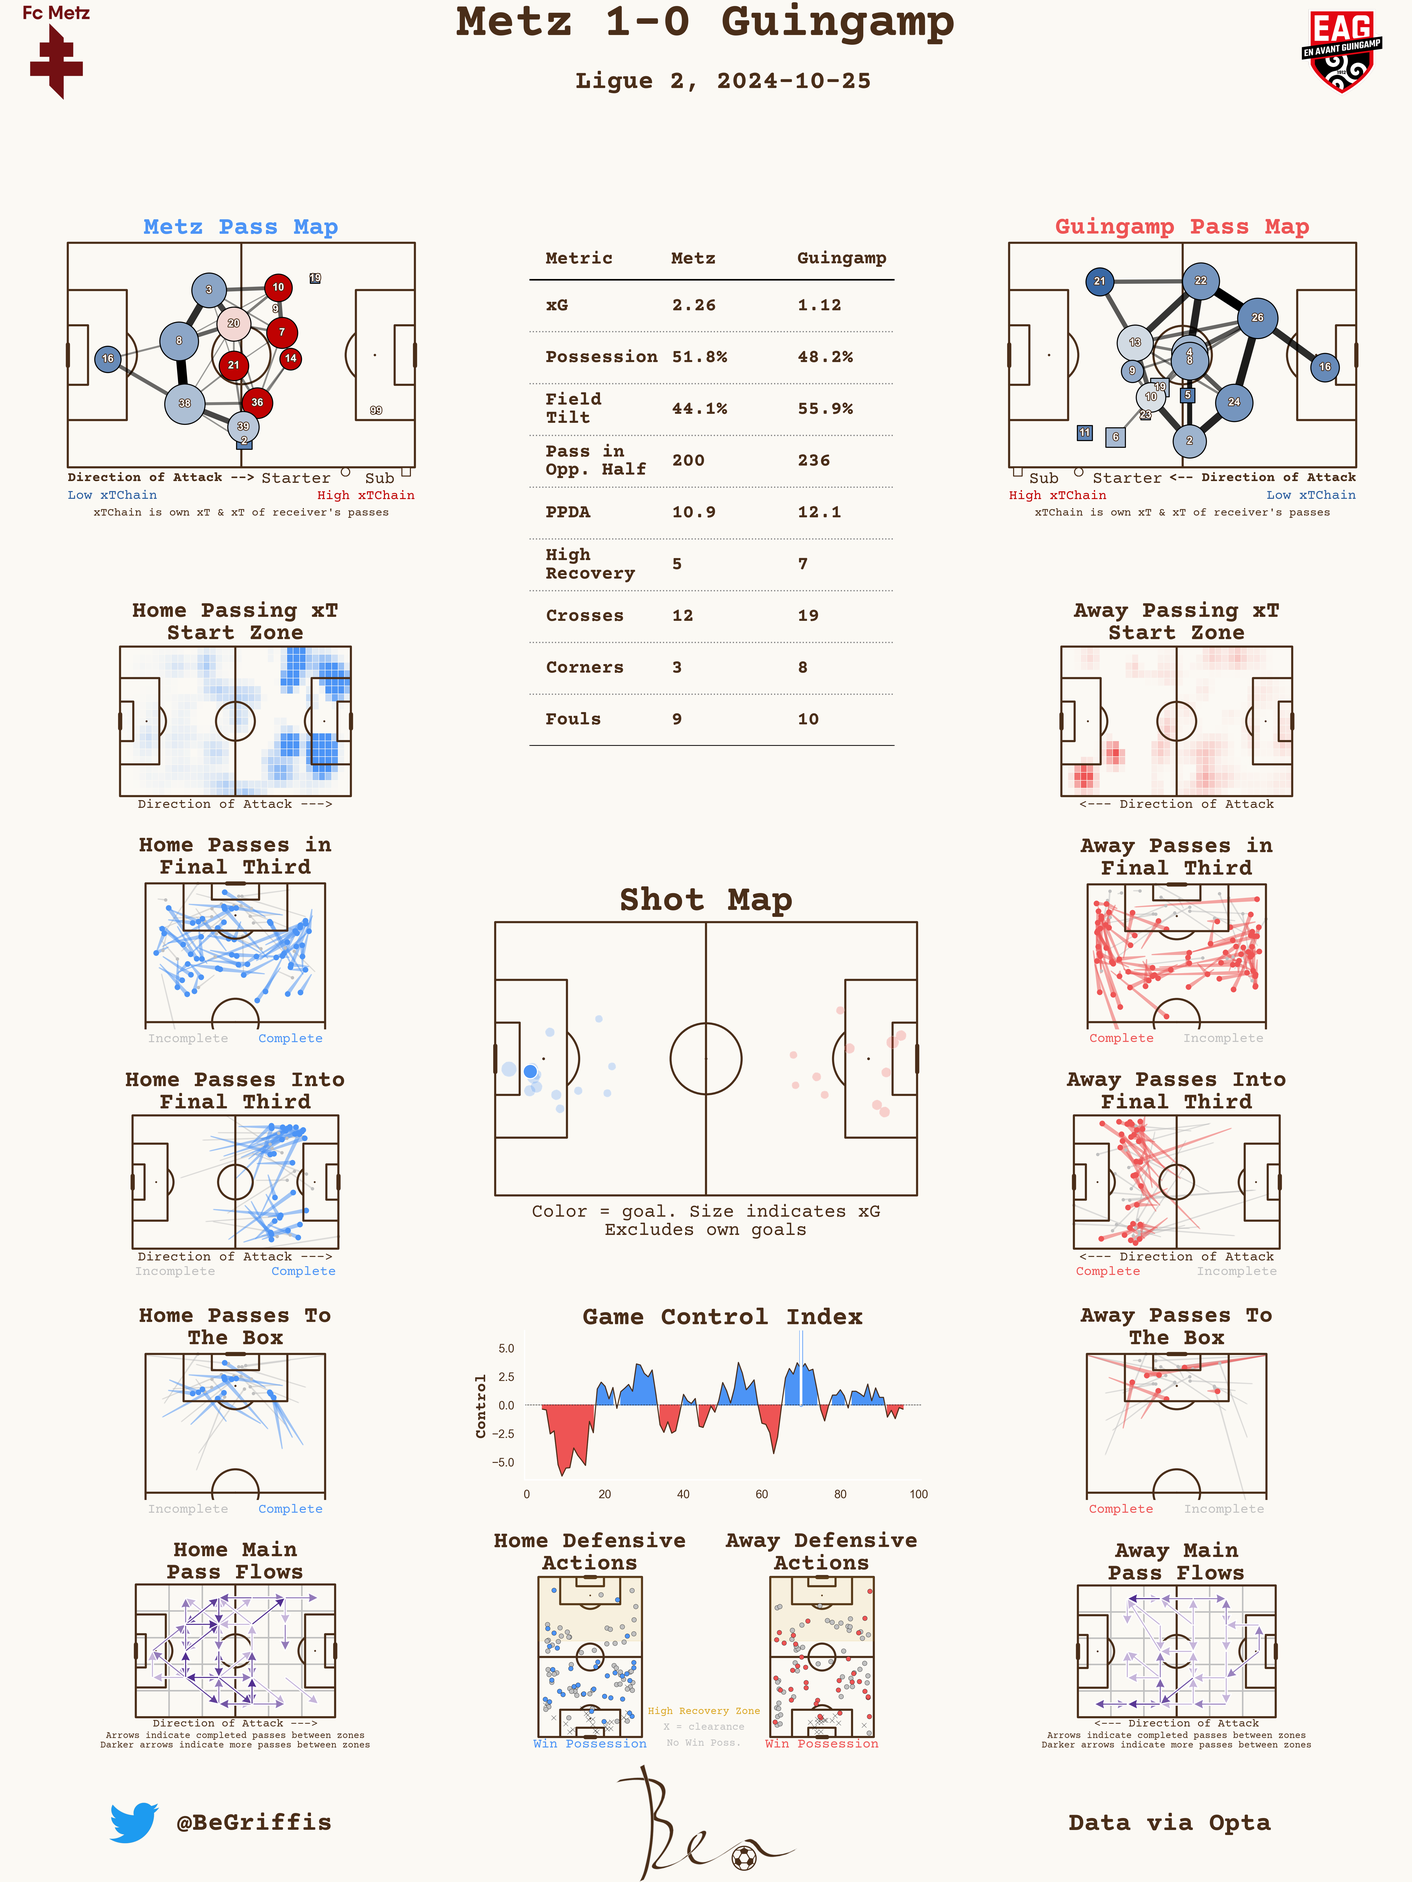 Fc Metz
Metz 1-0 Guingamp
Ligue 2, 2024-10-25
EAG
EN AVANT GUINGAMP
1912
Metz Pass Map
3
10
19
9
20
7
8
16
21
14
38
36
39
2
99
Direction of Attack --> Starter Sub
Low xTChain High xTChain
xTChain is own xT & xT of receiver's passes
Metric Metz Guingamp
xG 2.26 1.12
Possession 51.8% 48.2%
Field
Tilt 44.1% 55.9%
Pass in
Opp. Half 200 236
PPDA 10.9 12.1
High
Recovery 5 7
Crosses 12 19
Corners 3 8
Fouls 9 10
Guingamp Pass Map
21
22
26
13
4
8
9
16
19
10
5
24
23
11
6
2
Sub Starter <-- Direction of Attack
High xTChain Low xTChain
xTChain is own xT & xT of receiver's passes
Home Passing xT
Start Zone
Direction of Attack --->
Away Passing xT
Start Zone
<--- Direction of Attack
Home Passes in
Final Third
Incomplete Complete
Away Passes in
Final Third
Complete Incomplete
Shot Map
Color = goal. Size indicates xG
Excludes own goals
Home Passes Into
Final Third
Direction of Attack --->
Incomplete Complete
Away Passes Into
Final Third
<--- Direction of Attack
Complete Incomplete
Home Passes To
The Box
Incomplete Complete
Game Control Index
Control
5.0
2.5
0.0
−2.5
−5.0
0 20 40 60 80 100
Away Passes To
The Box
Complete Incomplete
Home Main
Pass Flows
Direction of Attack --->
Arrows indicate completed passes between zones
Darker arrows indicate more passes between zones
Home Defensive
Actions
Win Possession
Away Defensive
Actions
Win Possession
High Recovery Zone
X = clearance
No Win Poss.
Away Main
Pass Flows
<--- Direction of Attack
Arrows indicate completed passes between zones
Darker arrows indicate more passes between zones
@BeGriffis
Ben
Data via Opta